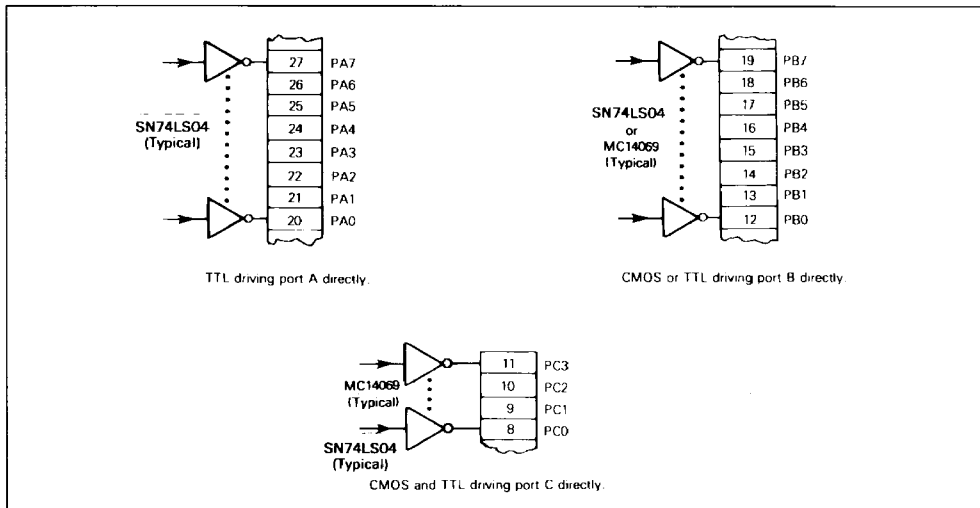 27 PA7
26 PA6
25 PA5
24 PA4
23 PA3
22 PA2
21 PA1
20 PA0
SN74LS04
(Typical)
TTL driving port A directly.
19 PB7
18 PB6
17 PB5
16 PB4
15 PB3
14 PB2
13 PB1
12 PB0
SN74LS04
or
MC14069
(Typical)
CMOS or TTL driving port B directly.
11 PC3
10 PC2
9 PC1
8 PC0
MC14069
(Typical)
SN74LS04
(Typical)
CMOS and TTL driving port C directly.